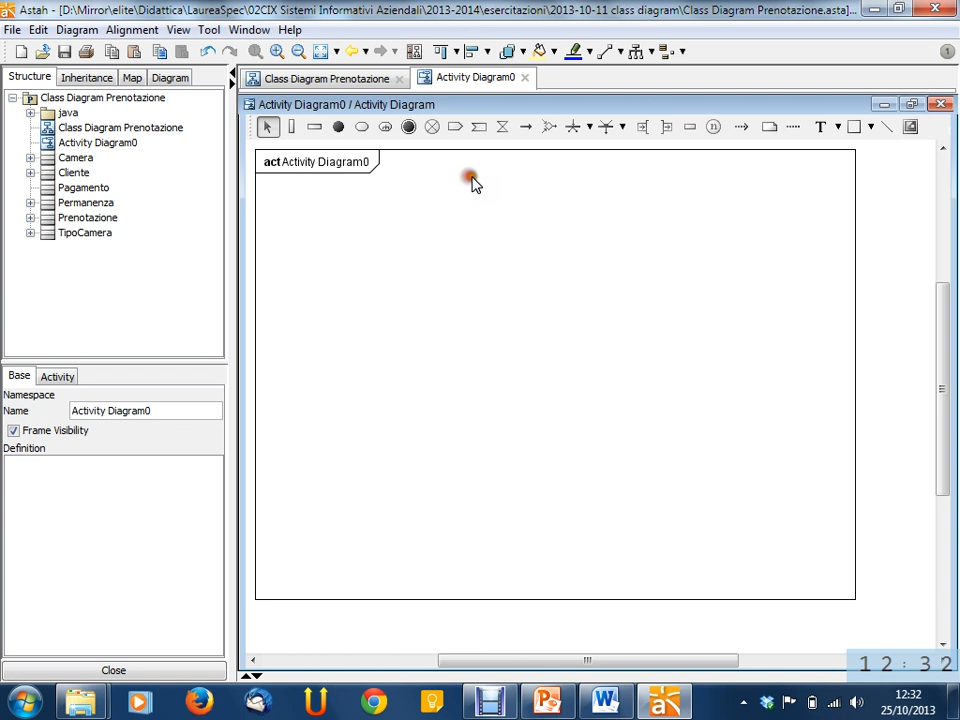 Astah - [D:\Mirror\elite\Didattica\LaureaSpec\02CIX Sistemi Informativi Aziendali\2013-2014\esercitazioni\2013-10-11 class diagram\Class Diagram Prenotazione.asta]...
File Edit Diagram Alignment View Tool Window Help
1
Structure Inheritance Map Diagram
Class Diagram Prenotazione
java
Class Diagram Prenotazione
Activity Diagram0
Camera
Cliente
Pagamento
Permanenza
Prenotazione
TipoCamera
Base Activity
Namespace
Name Activity Diagram0
Frame Visibility
Definition
Close
Class Diagram Prenotazione Activity Diagram0
Activity Diagram0 / Activity Diagram
n T
act Activity Diagram0
12:32
12:32
25/10/2013